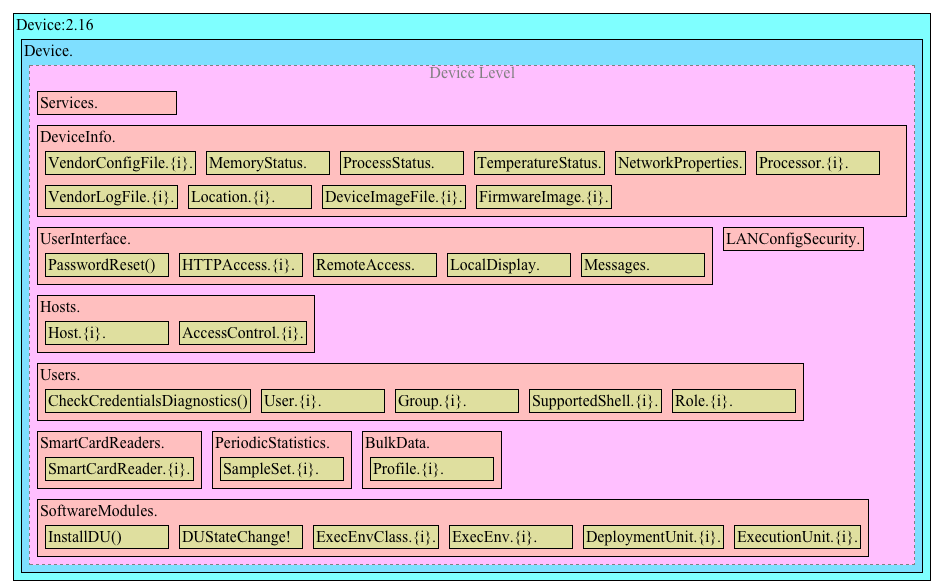 Device:2.16
Device.
Device Level
Services.
DeviceInfo.
VendorConfigFile.{i}. MemoryStatus. ProcessStatus. TemperatureStatus. NetworkProperties. Processor.{i}.
VendorLogFile.{i}. Location.{i}. DeviceImageFile.{i}. FirmwareImage.{i}.
UserInterface. LANConfigSecurity.
PasswordReset() HTTPAccess.{i}. RemoteAccess. LocalDisplay. Messages.
Hosts.
Host.{i}. AccessControl.{i}.
Users.
CheckCredentialsDiagnostics() User.{i}. Group.{i}. SupportedShell.{i}. Role.{i}.
SmartCardReaders. PeriodicStatistics. BulkData.
SmartCardReader.{i}. SampleSet.{i}. Profile.{i}.
SoftwareModules.
InstallDU() DUStateChange! ExecEnvClass.{i}. ExecEnv.{i}. DeploymentUnit.{i}. ExecutionUnit.{i}.